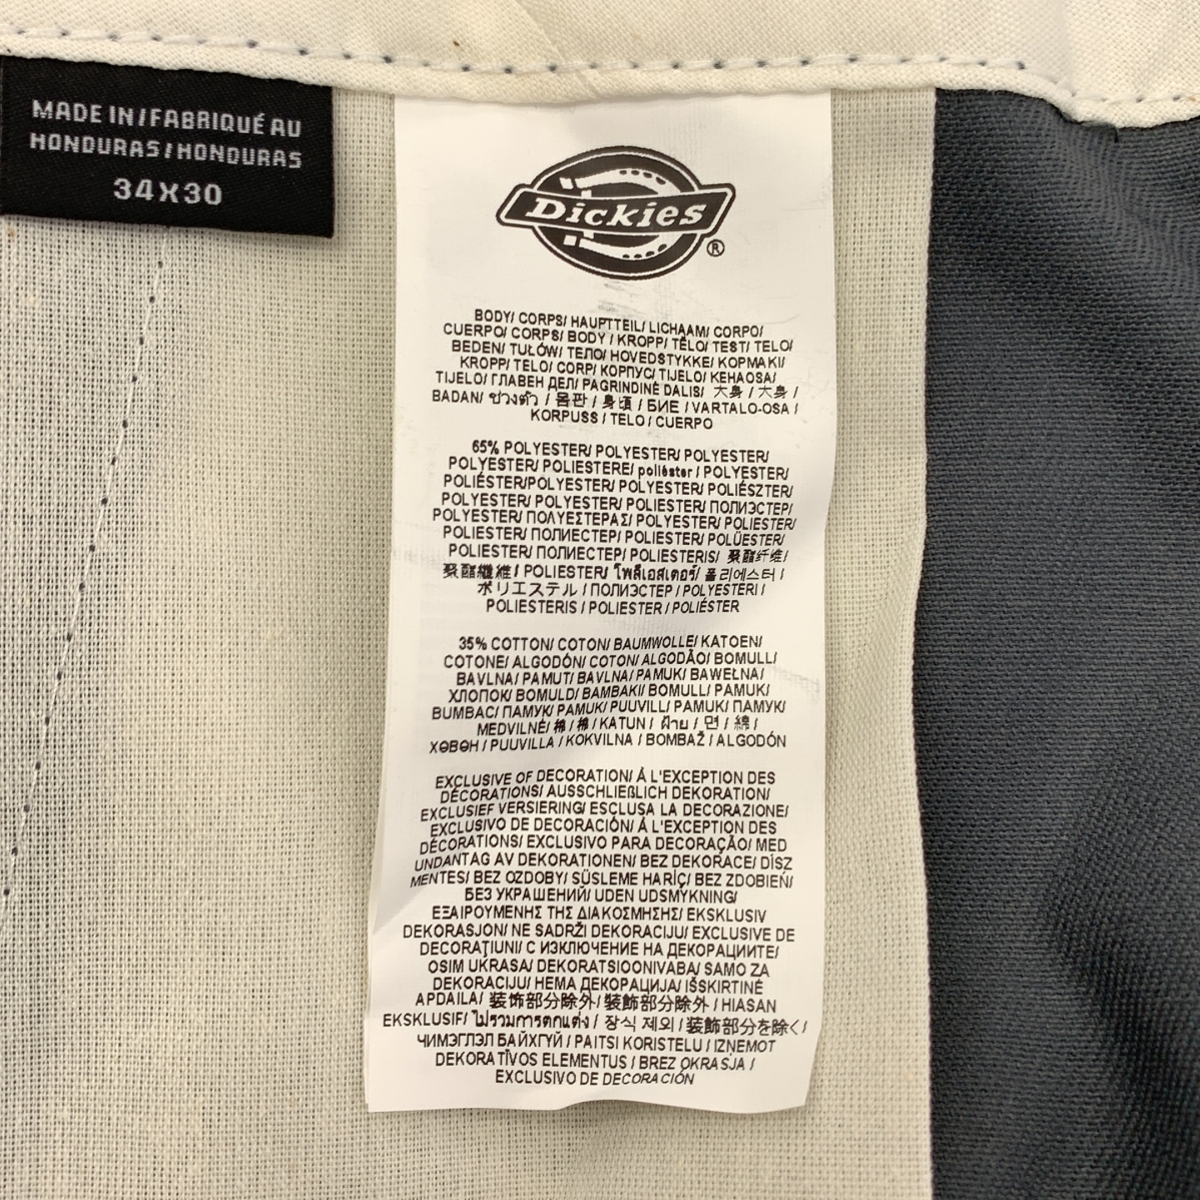 MADE IN/FABRIQUÉ AU
HONDURAS/HONDURAS
34X30
Dickies®
BODY/ CORPS/ HAUPTTEIL/ LICHAAM/ CORPO/
CUERPO/ CORPS/ BODY / KROPP/ TĚLO/ TEST/ TELO/
BEDEN/ TUŁÓW/ ТЕЛО/ HOVEDSTYKKE/ ΚΟΡΜΑΚΙ/
KROPP/ TELO/ CORP/ КОРПУС/ TIJELO/ KEHAOSA/
TIJELO/ ГЛАВЕН ДЕЛ/ PAGRINDINĖ DALIS/ 大身 / 大身 /
BADAN/ ช่วงตัว / 몸판 / 身頃 / БИЕ / VARTALO-OSA /
KORPUSS / TELO / CUERPO
65% POLYESTER/ POLYESTER/ POLYESTER/
POLYESTER/ POLIESTERE/ poliéster / POLYESTER/
POLIÉSTER/POLYESTER/ POLYESTER/ POLIÉSZTER/
POLYESTER/ POLYESTER/ POLIESTER/ ПОЛИЭСТЕР/
POLYESTER/ ΠΟΛΥΕΣΤΕΡΑΣ/ POLYESTER/ POLIESTER/
POLIESTER/ ПОЛИЕСТЕР/ POLIESTER/ POLÜESTER/
POLIESTER/ ПОЛИЕСТЕР/ POLIESTERIS/ 聚酯纤维/
聚酯纖維 / POLIESTER/ โพลีเอสเตอร์/ 폴리에스터 /
ポリエステル / ПОЛИЭСТЕР / POLYESTERI /
POLIESTERIS / POLIESTER / POLIÉSTER
35% COTTON/ COTON/ BAUMWOLLE/ KATOEN/
COTONE/ ALGODÓN/ COTON/ ALGODÃO/ BOMULL/
BAVLNA/ PAMUT/ BAVLNA/ PAMUK/ BAWEŁNA/
ХЛОПОК/ BOMULD/ BAMBAKI/ BOMULL/ PAMUK/
BUMBAC/ ПАМУК/ PAMUK/ PUUVILL/ PAMUK/ ПАМУК/
MEDVILNĖ/ 棉 / 棉 / KATUN / ฝ้าย / 면 / 綿 /
ХӨВӨН / PUUVILLA / KOKVILNA / BOMBAŽ / ALGODÓN
EXCLUSIVE OF DECORATION/ À L'EXCEPTION DES
DÉCORATIONS/ AUSSCHLIEßLICH DEKORATION/
EXCLUSIEF VERSIERING/ ESCLUSA LA DECORAZIONE/
EXCLUSIVO DE DECORACIÓN/ À L'EXCEPTION DES
DÉCORATIONS/ EXCLUSIVO PARA DECORAÇÃO/ MED
UNDANTAG AV DEKORATIONEN/ BEZ DEKORACE/ DÍSZ
MENTES/ BEZ OZDOBY/ SÜSLEME HARİÇ/ BEZ ZDOBIEŃ/
БЕЗ УКРАШЕНИЙ/ UDEN UDSMYKNING/
ΕΞΑΙΡΟΥΜΕΝΗΣ ΤΗΣ ΔΙΑΚΟΣΜΗΣΗΣ/ EKSKLUSIV
DEKORASJON/ NE SADRŽI DEKORACIJU/ EXCLUSIVE DE
DECORAŢIUNI/ С ИЗКЛЮЧЕНИЕ НА ДЕКОРАЦИИТЕ/
OSIM UKRASA/ DEKORATSIOONIVABA/ SAMO ZA
DEKORACIJU/ НЕМА ДЕКОРАЦИЈА/ IŠSKIRTINĖ
APDAILA/ 装饰部分除外/ 装飾部分除外 / HIASAN
EKSKLUSIF/ ไม่รวมการตกแต่ง / 장식 제외 / 装飾部分を除く/
ЧИМЭГЛЭЛ БАЙХГҮЙ / PAITSI KORISTELU / IZŅEMOT
DEKORATĪVOS ELEMENTUS / BREZ OKRASJA /
EXCLUSIVO DE DECORACIÓN